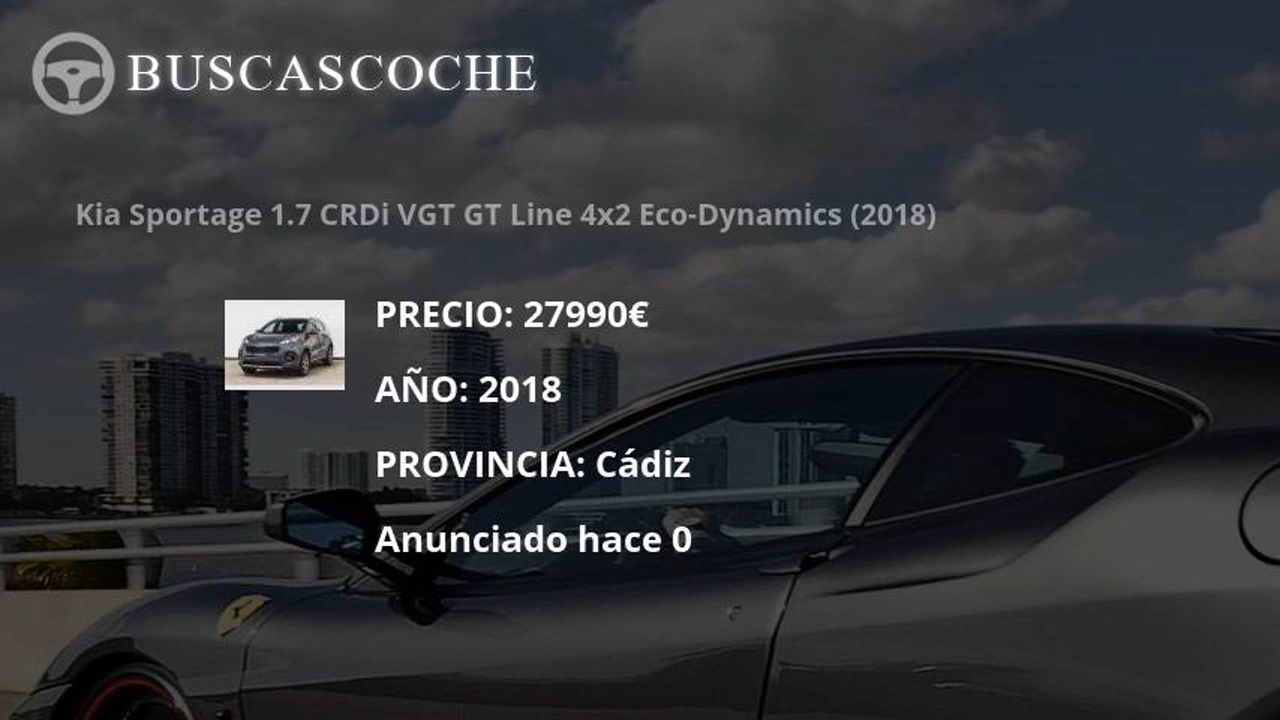 BUSCASCOCHE
Kia Sportage 1.7 CRDi VGT GT Line 4x2 Eco-Dynamics (2018)
PRECIO: 27990€
AÑO: 2018
PROVINCIA: Cádiz
Anunciado hace 0